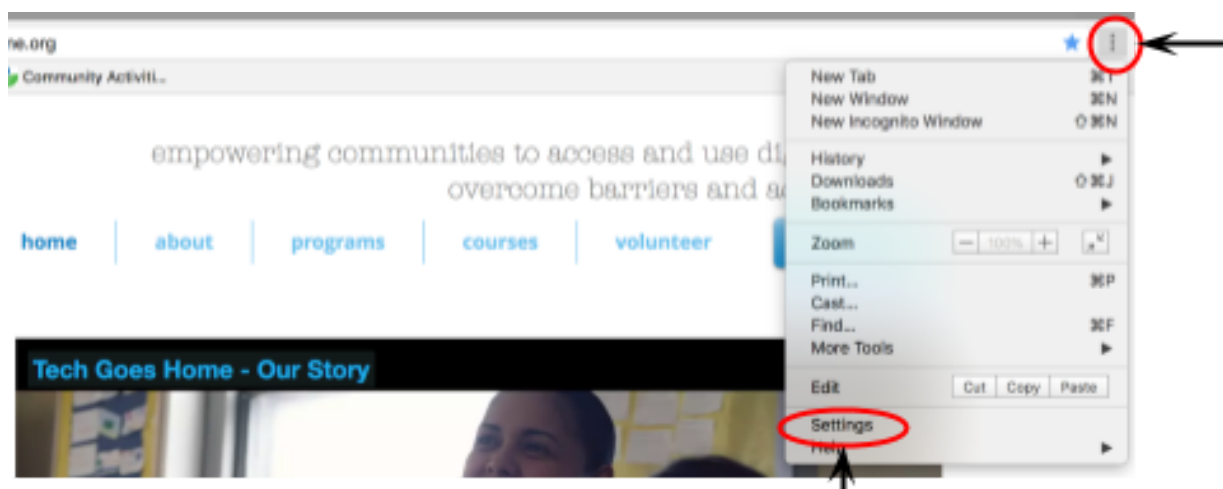 ne.org
Community Activiti...
empowering communities to access and use di
overcome barriers and a
home about programs courses volunteer
Tech Goes Home - Our Story
New Tab ⌘T
New Window ⌘N
New Incognito Window ⇧⌘N
History
Downloads ⇧⌘J
Bookmarks
Zoom − 100% +
Print... ⌘P
Cast...
Find... ⌘F
More Tools
Edit Cut Copy Paste
Settings
Help